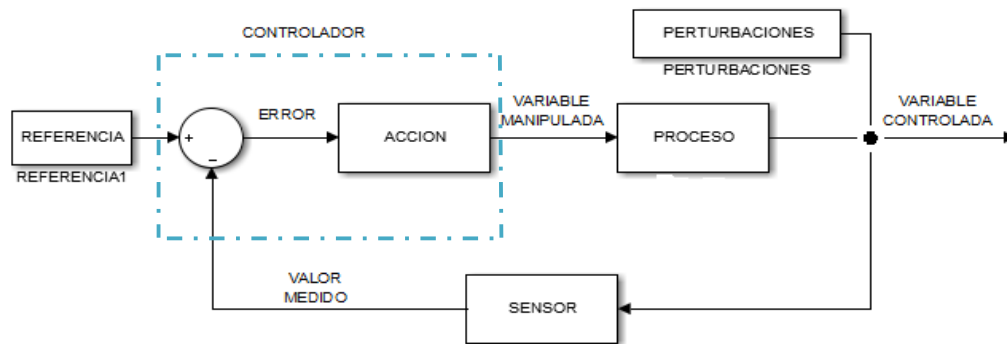 CONTROLADOR
PERTURBACIONES
PERTURBACIONES
REFERENCIA
REFERENCIA1
+
−
ERROR
ACCION
VARIABLE
MANIPULADA
PROCESO
VARIABLE
CONTROLADA
VALOR
MEDIDO
SENSOR